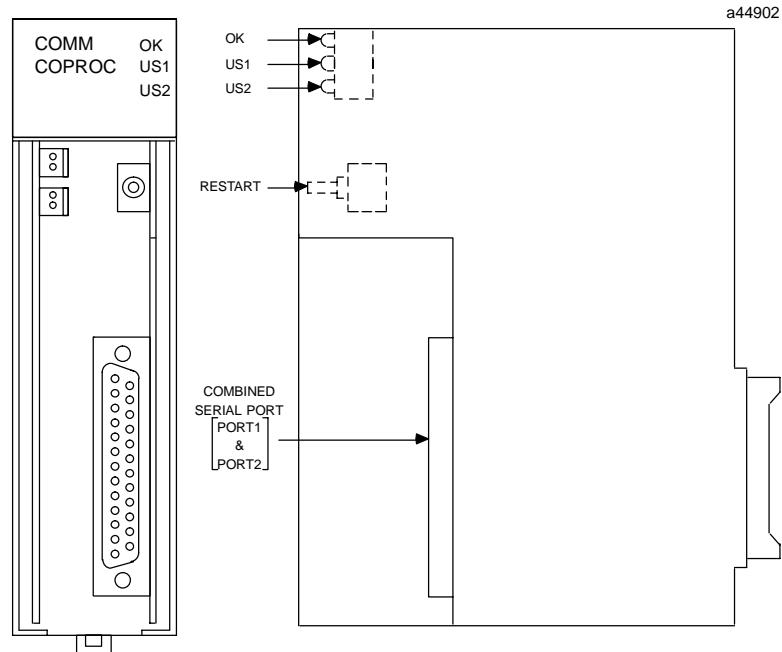 a44902
COMM OK
COPROC US1
US2
OK
US1
US2
RESTART
COMBINED
SERIAL PORT
PORT1
&
PORT2